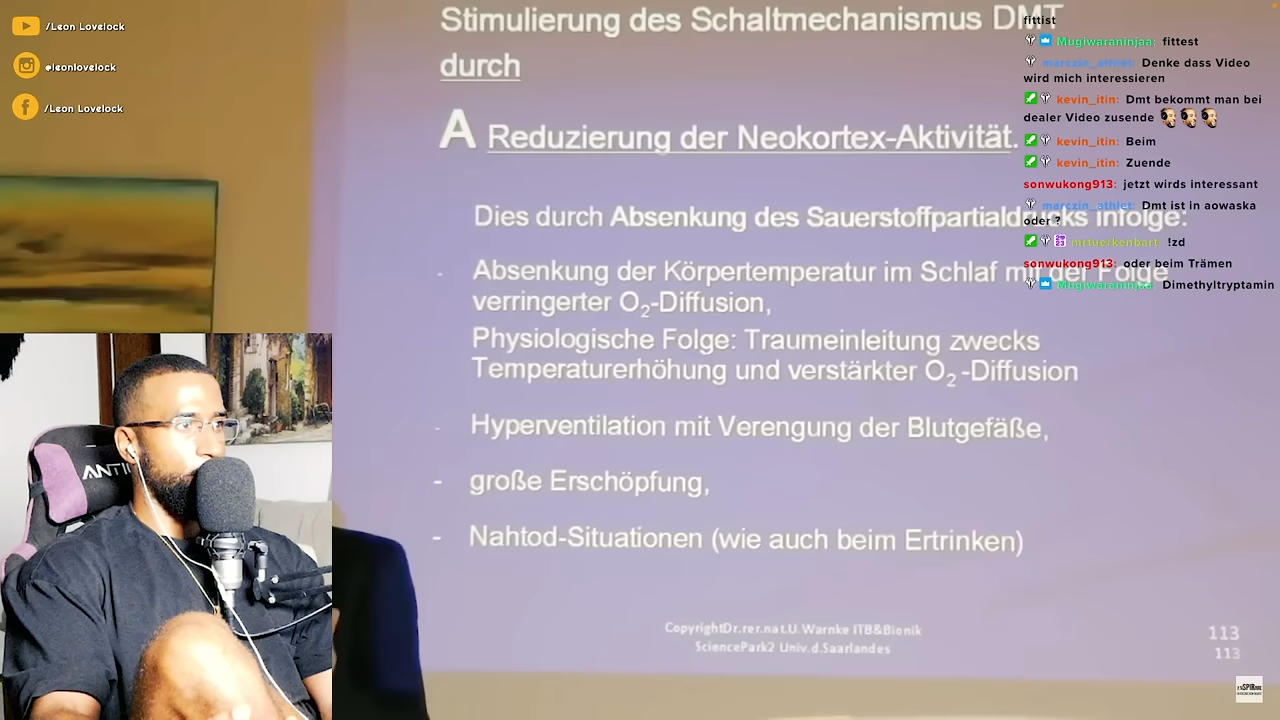 /Leon Lovelock
@leonlovelock
/Leon Lovelock
Stimulierung des Schaltmechanismus DMT
durch
A Reduzierung der Neokortex-Aktivität.
Dies durch Absenkung des Sauerstoffpartialdrucks infolge:
- Absenkung der Körpertemperatur im Schlaf mit der Folge
verringerter O2-Diffusion,
Physiologische Folge: Traumeinleitung zwecks
Temperaturerhöhung und verstärkter O2-Diffusion
- Hyperventilation mit Verengung der Blutgefäße,
- große Erschöpfung,
- Nahtod-Situationen (wie auch beim Ertrinken)
CopyrightDr.rer.nat.U.Warnke ITB&Bionik
SciencePark2 Univ.d.Saarlandes
113
113
fittist
Mugiwaraninjaa: fittest
marczin_athlet: Denke dass Video
wird mich interessieren
kevin_itin: Dmt bekommt man bei
dealer Video zusende
kevin_itin: Beim
kevin_itin: Zuende
sonwukong913: jetzt wirds interessant
marczin_athlet: Dmt ist in aowaska
oder ?
mrtuerkenbart: !zd
sonwukong913: oder beim Trämen
Mugiwaraninjaa: Dimethyltryptamin
ANTI